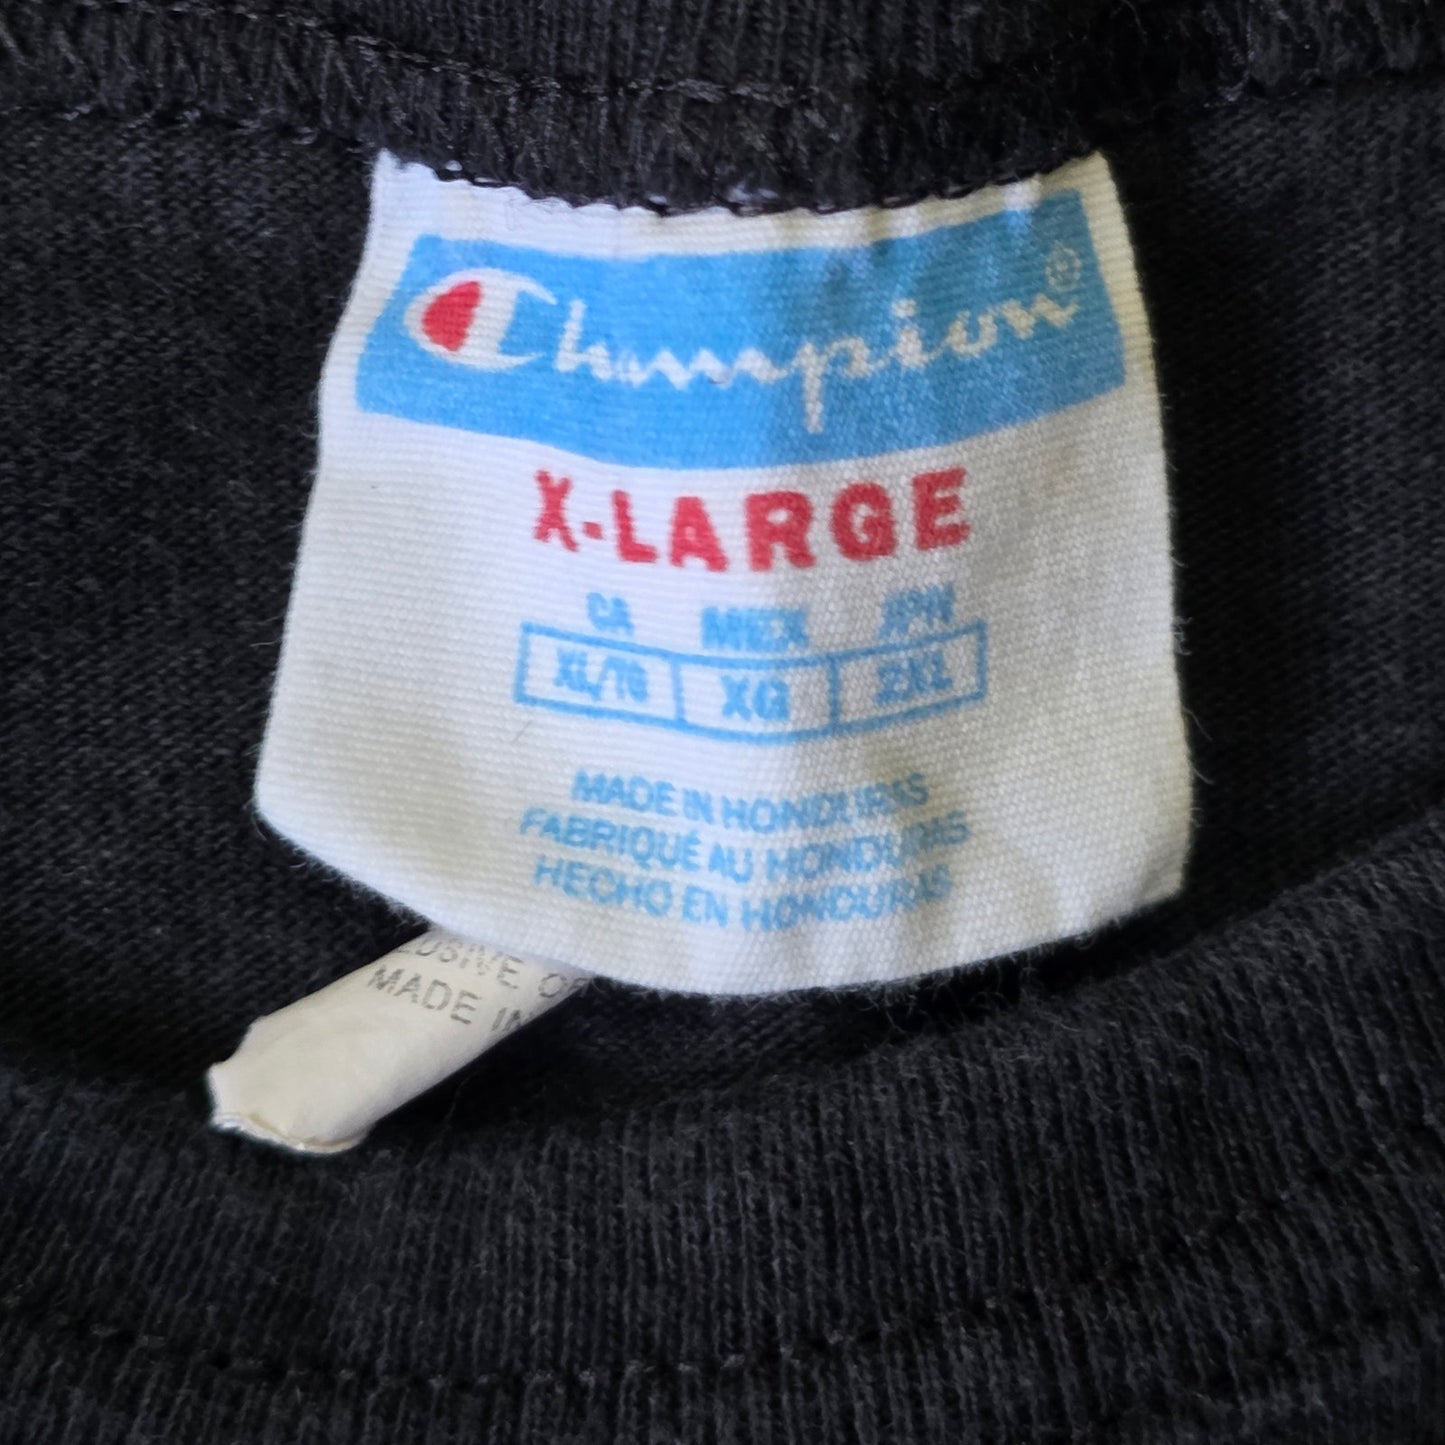 Champion®
X-LARGE
CA MEX JPN
XL/TG XG 2XL
MADE IN HONDURAS
FABRIQUÉ AU HONDURAS
HECHO EN HONDURAS
MADE IN